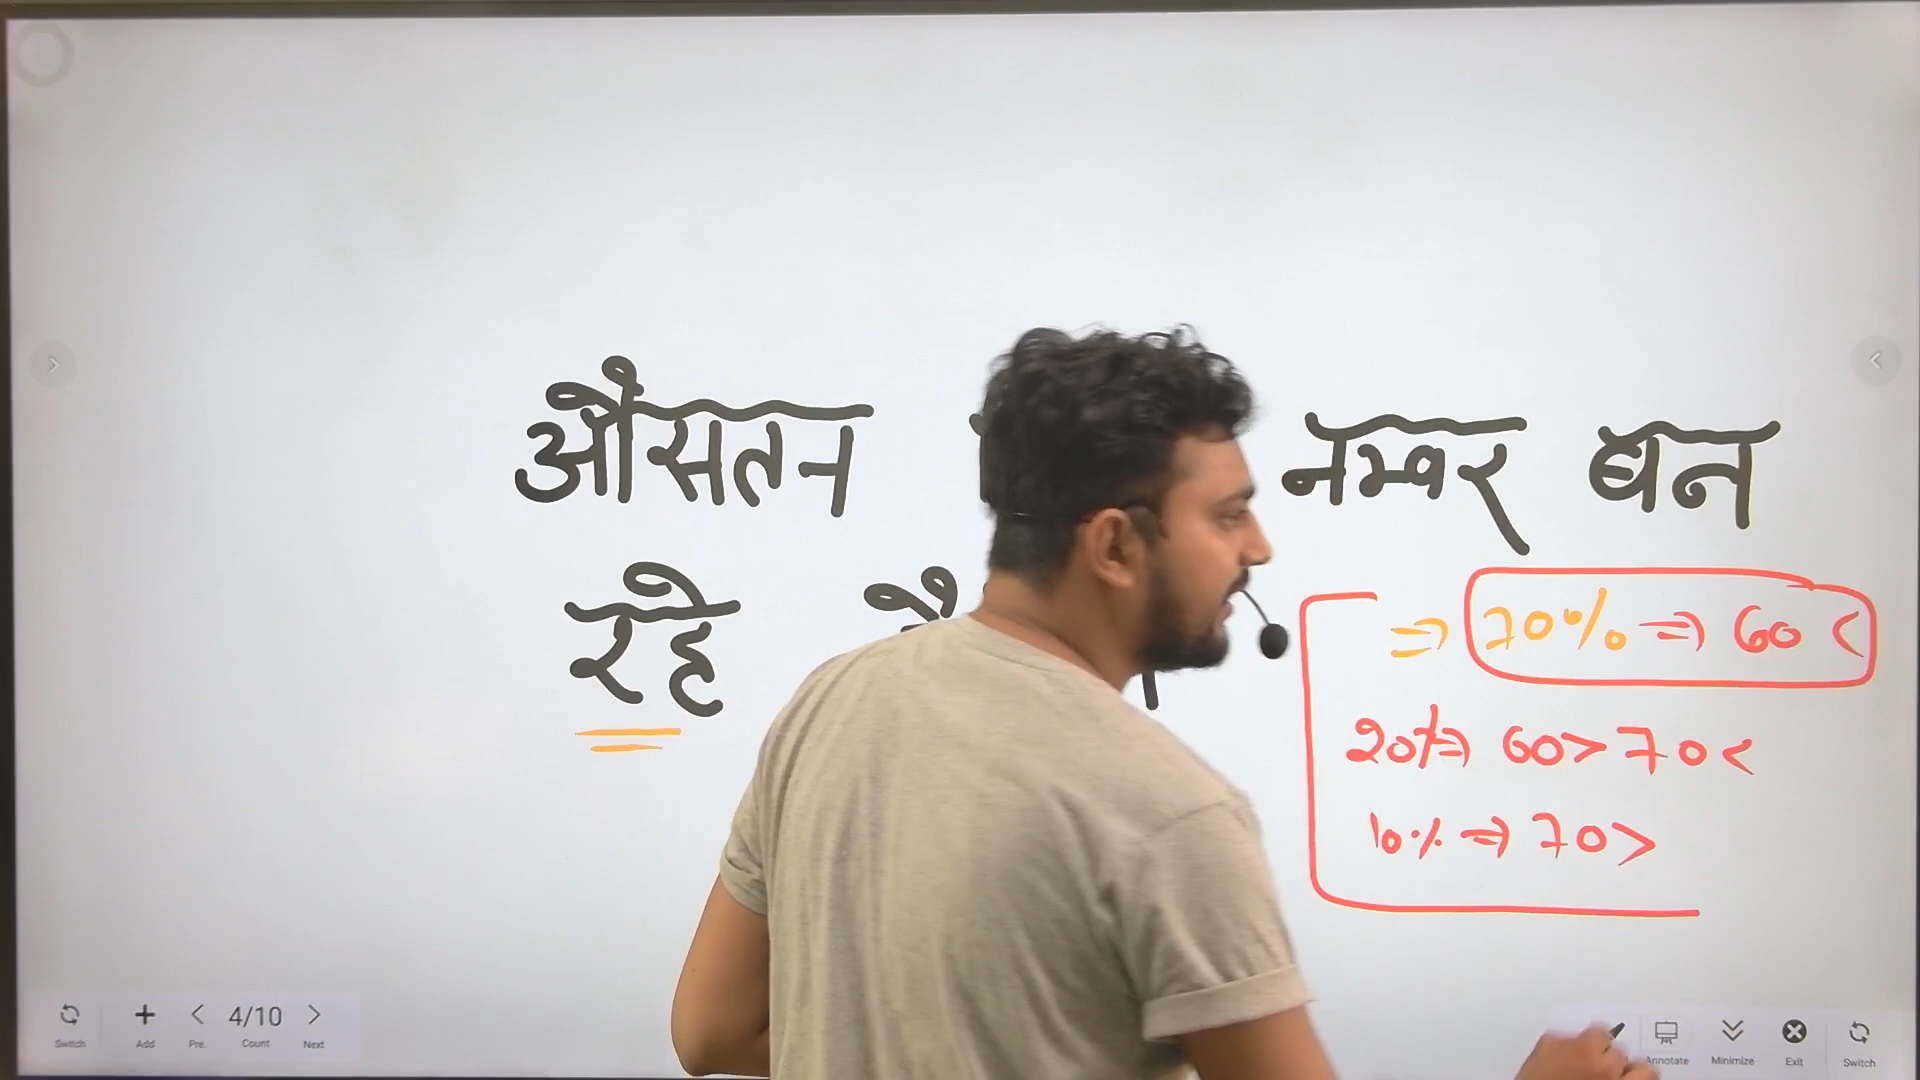 औसतन नम्बर बन
रहे
⇒ 70% ⇒ 60 <
20% ⇒ 60> 70<
10% ⇒ 70>
4/10
Switch Add Pre. Count Next
Annotate Minimize Exit Switch